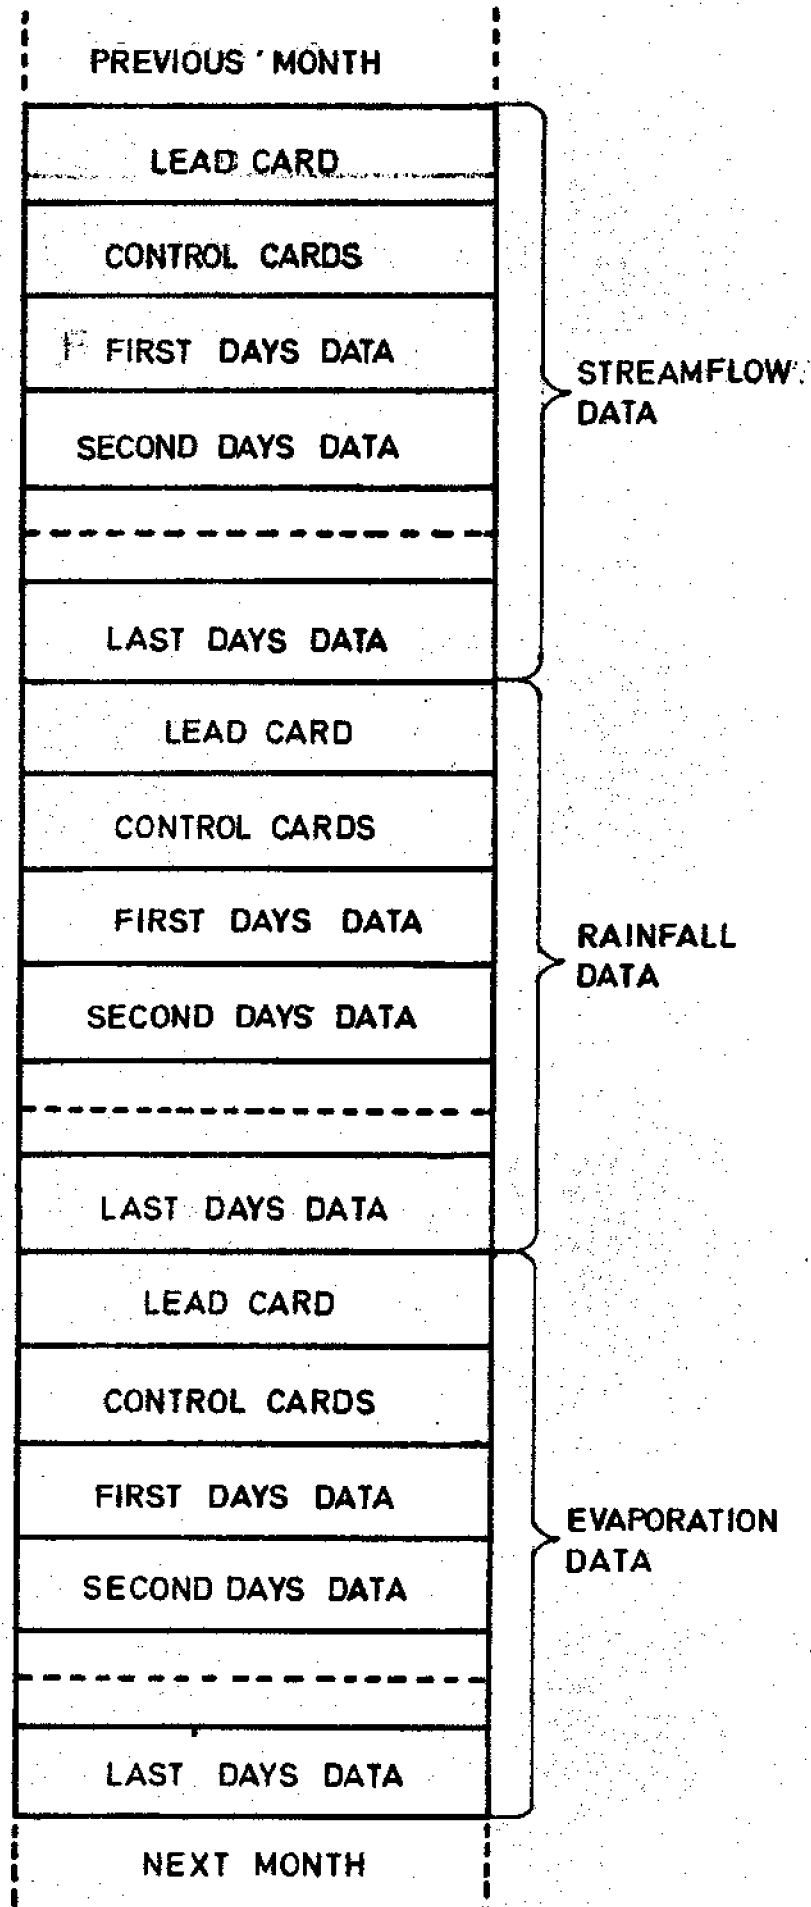 PREVIOUS MONTH
LEAD CARD
CONTROL CARDS
FIRST DAYS DATA
SECOND DAYS DATA
LAST DAYS DATA
STREAMFLOW
DATA
LEAD CARD
CONTROL CARDS
FIRST DAYS DATA
SECOND DAYS DATA
LAST DAYS DATA
RAINFALL
DATA
LEAD CARD
CONTROL CARDS
FIRST DAYS DATA
SECOND DAYS DATA
LAST DAYS DATA
EVAPORATION
DATA
NEXT MONTH